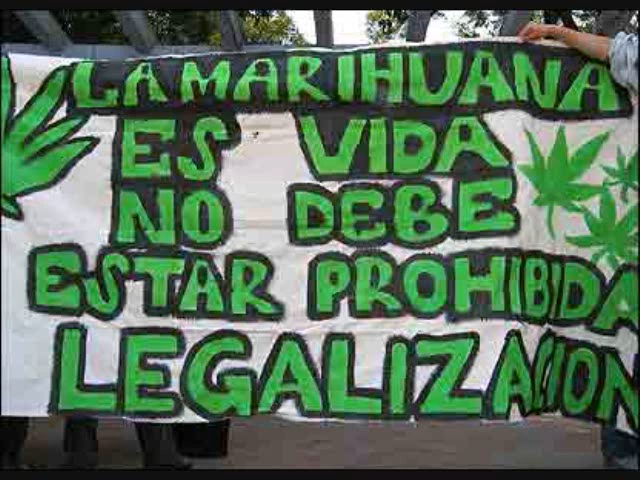 LA MARIHUANA
ES VIDA
NO DEBE
ESTAR PROHIBIDA
LEGALIZACION